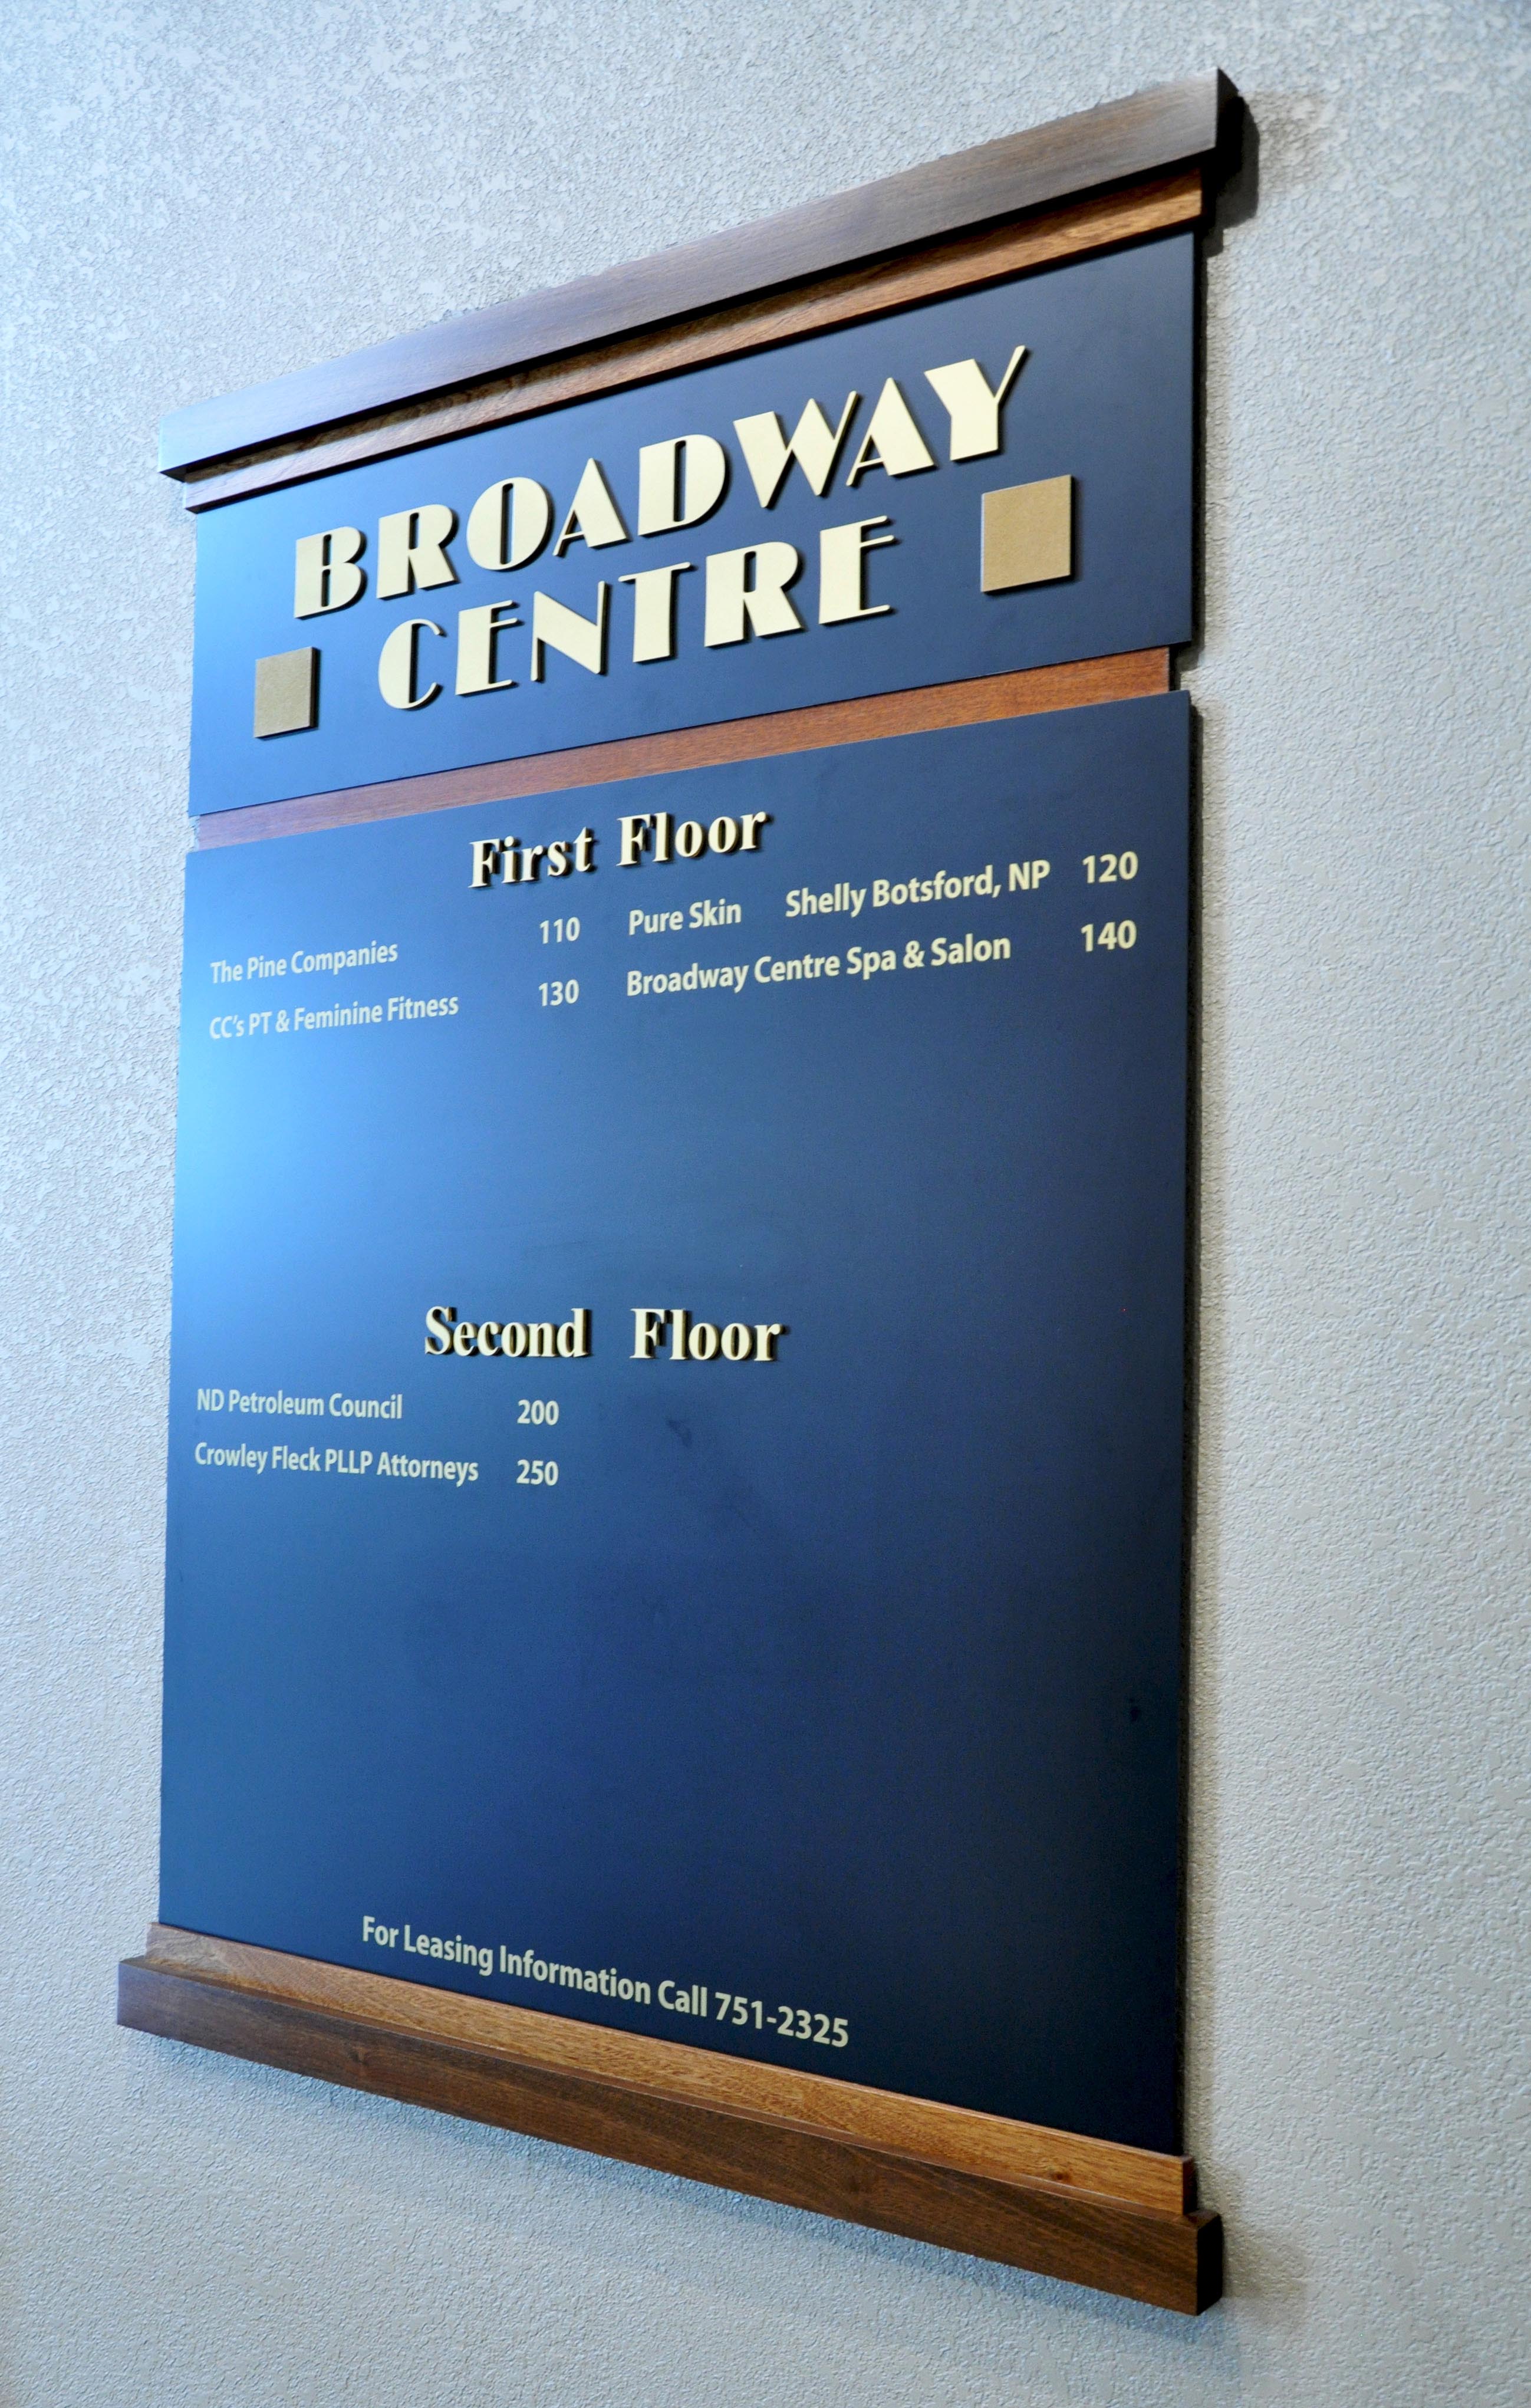 BROADWAY
CENTRE
First Floor
The Pine Companies 110 Pure Skin Shelly Botsford, NP 120
CC's PT & Feminine Fitness 130 Broadway Centre Spa & Salon 140
Second Floor
ND Petroleum Council 200
Crowley Fleck PLLP Attorneys 250
For Leasing Information Call 751-2325